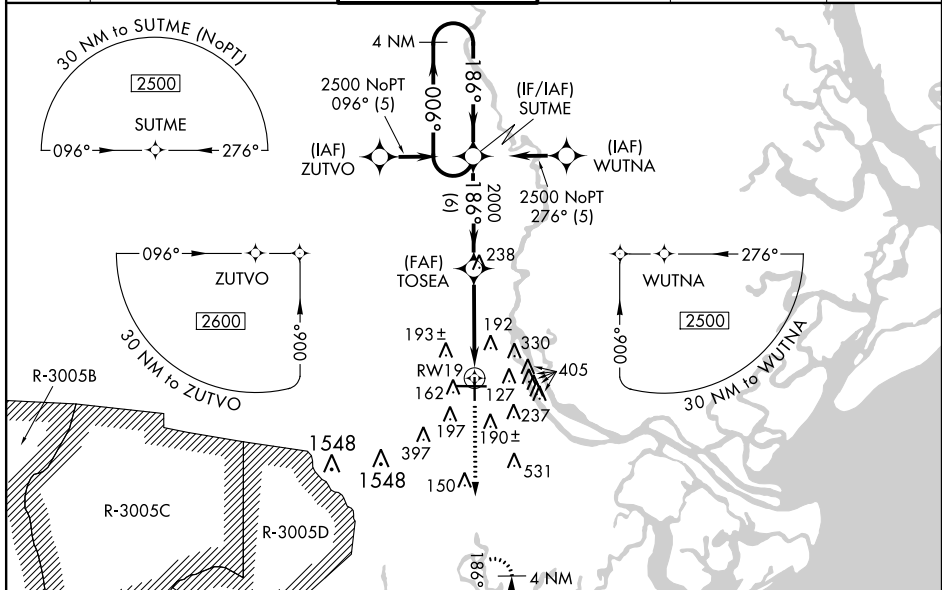 30 NM to SUTME (NoPT)
2500
SUTME
096°
276°
4 NM
006°
186°
2500 NoPT
096° (5)
(IF/IAF)
SUTME
(IAF)
ZUTVO
(IAF)
WUTNA
2500 NoPT
276° (5)
186°
2000
(6)
096°
ZUTVO
2600
006°
30 NM to ZUTVO
(FAF)
TOSEA
238
276°
WUTNA
2500
006°
30 NM to WUTNA
193±
192
330
RW19
405
162
127
197
237
190±
397
1548
1548
531
150
R-3005B
R-3005C
R-3005D
186°
4 NM